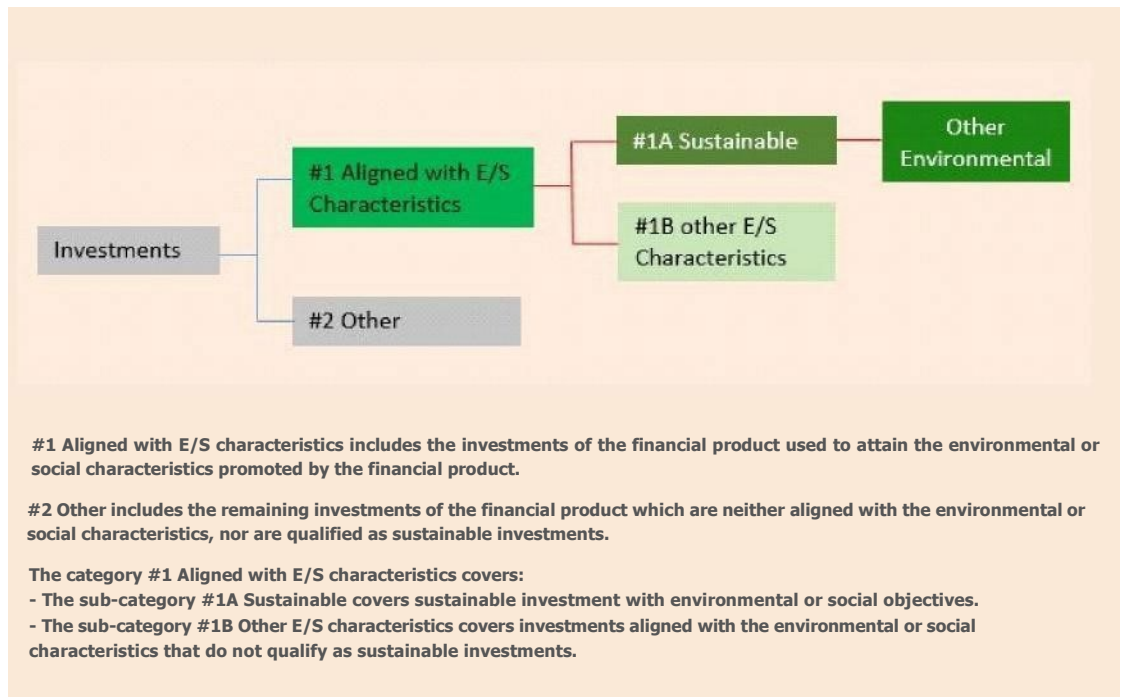 Other
Environmental
#1A Sustainable
#1 Aligned with E/S
Characteristics
#1B other E/S
Characteristics
Investments
#2 Other
#1 Aligned with E/S characteristics includes the investments of the financial product used to attain the environmental or
social characteristics promoted by the financial product.
#2 Other includes the remaining investments of the financial product which are neither aligned with the environmental or
social characteristics, nor are qualified as sustainable investments.
The category #1 Aligned with E/S characteristics covers:
- The sub-category #1A Sustainable covers sustainable investment with environmental or social objectives.
- The sub-category #1B Other E/S characteristics covers investments aligned with the environmental or social
characteristics that do not qualify as sustainable investments.